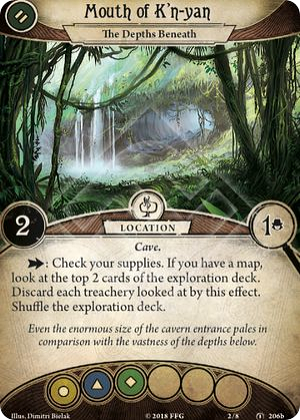 Mouth of K'n-yan
The Depths Beneath
2
1
LOCATION
Cave.
: Check your supplies. If you have a map,
look at the top 2 cards of the exploration deck.
Discard each treachery looked at by this effect.
Shuffle the exploration deck.
Even the enormous size of the cavern entrance pales in
comparison with the vastness of the depths below.
Illus. Dimitri Bielak
© 2018 FFG
2/8
206b